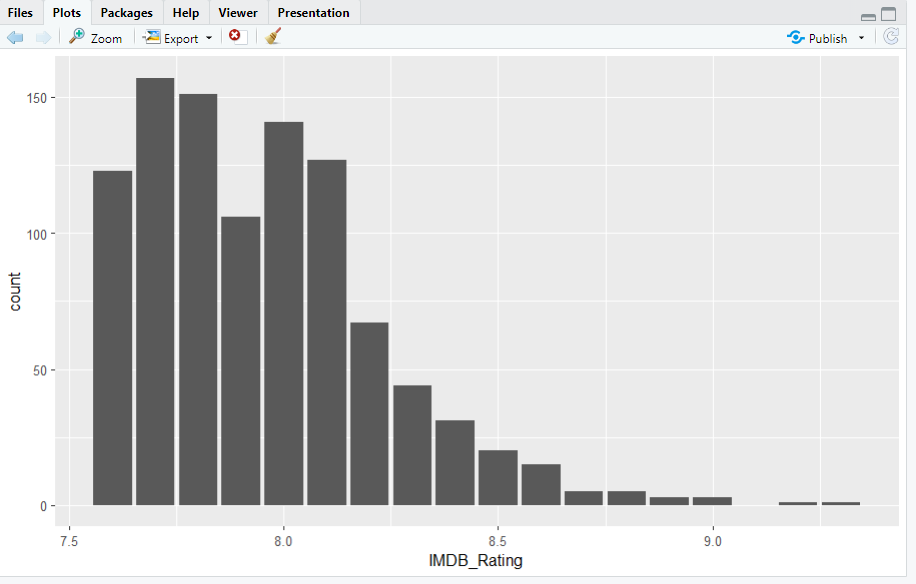 Files Plots Packages Help Viewer Presentation
Zoom Export Publish
150
100
50
0
count
7.5 8.0 8.5 9.0
IMDB_Rating